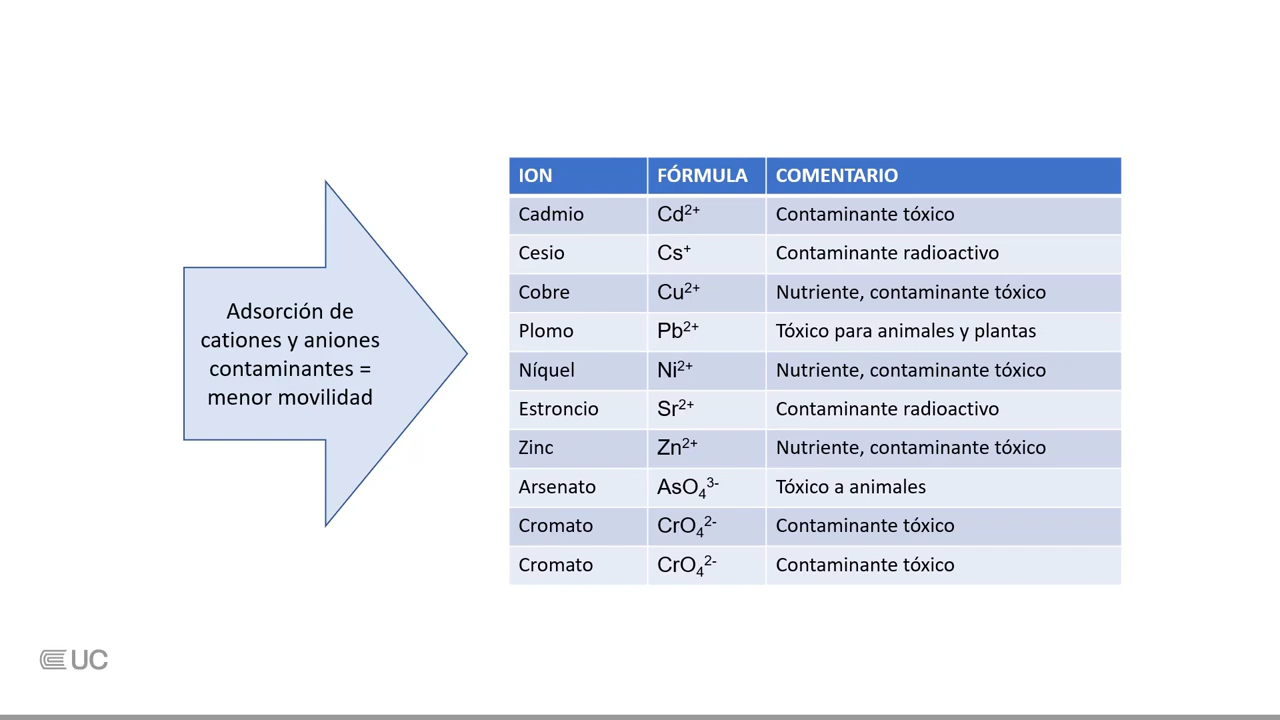 Adsorción de
cationes y aniones
contaminantes =
menor movilidad
ION FÓRMULA COMENTARIO
Cadmio Cd²⁺ Contaminante tóxico
Cesio Cs⁺ Contaminante radioactivo
Cobre Cu²⁺ Nutriente, contaminante tóxico
Plomo Pb²⁺ Tóxico para animales y plantas
Níquel Ni²⁺ Nutriente, contaminante tóxico
Estroncio Sr²⁺ Contaminante radioactivo
Zinc Zn²⁺ Nutriente, contaminante tóxico
Arsenato AsO₄³⁻ Tóxico a animales
Cromato CrO₄²⁻ Contaminante tóxico
Cromato CrO₄²⁻ Contaminante tóxico
UC